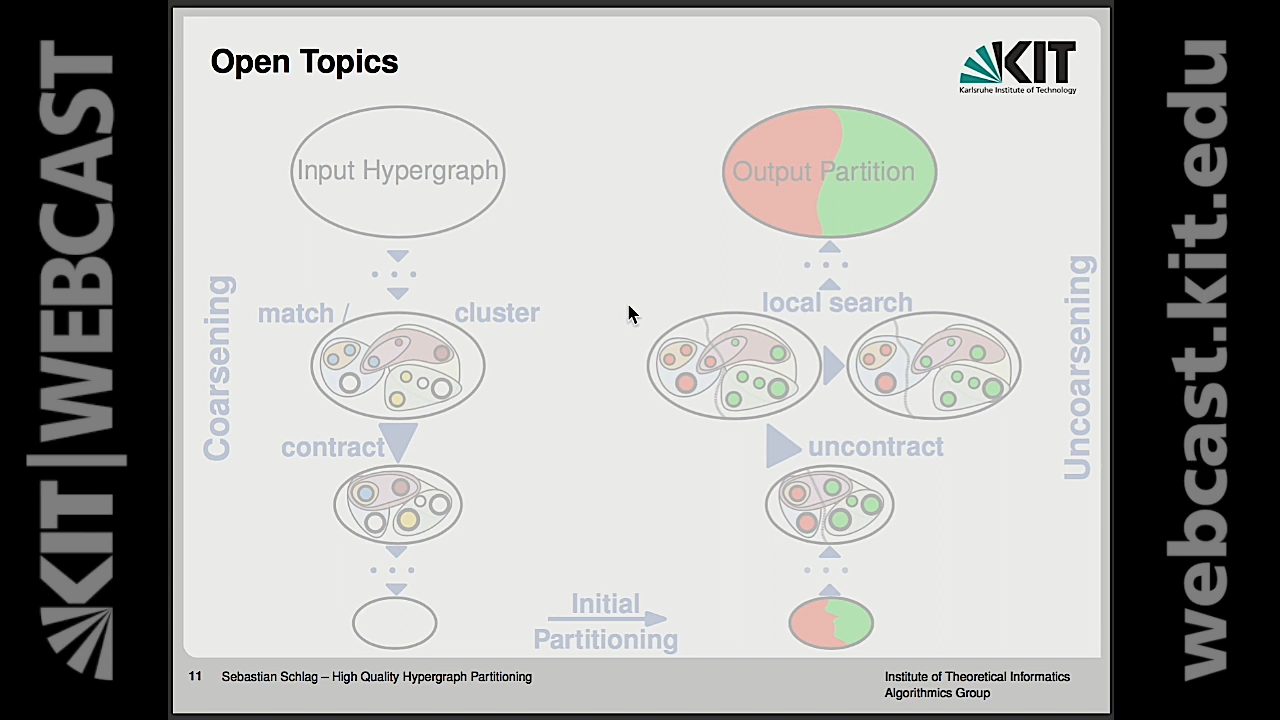 KIT|WEBCAST
Open Topics
KIT
Karlsruhe Institute of Technology
Input Hypergraph
Output Partition
Coarsening
match /
cluster
local search
Uncoarsening
contract
uncontract
Initial
Partitioning
11 Sebastian Schlag – High Quality Hypergraph Partitioning
Institute of Theoretical Informatics
Algorithmics Group
webcast.kit.edu